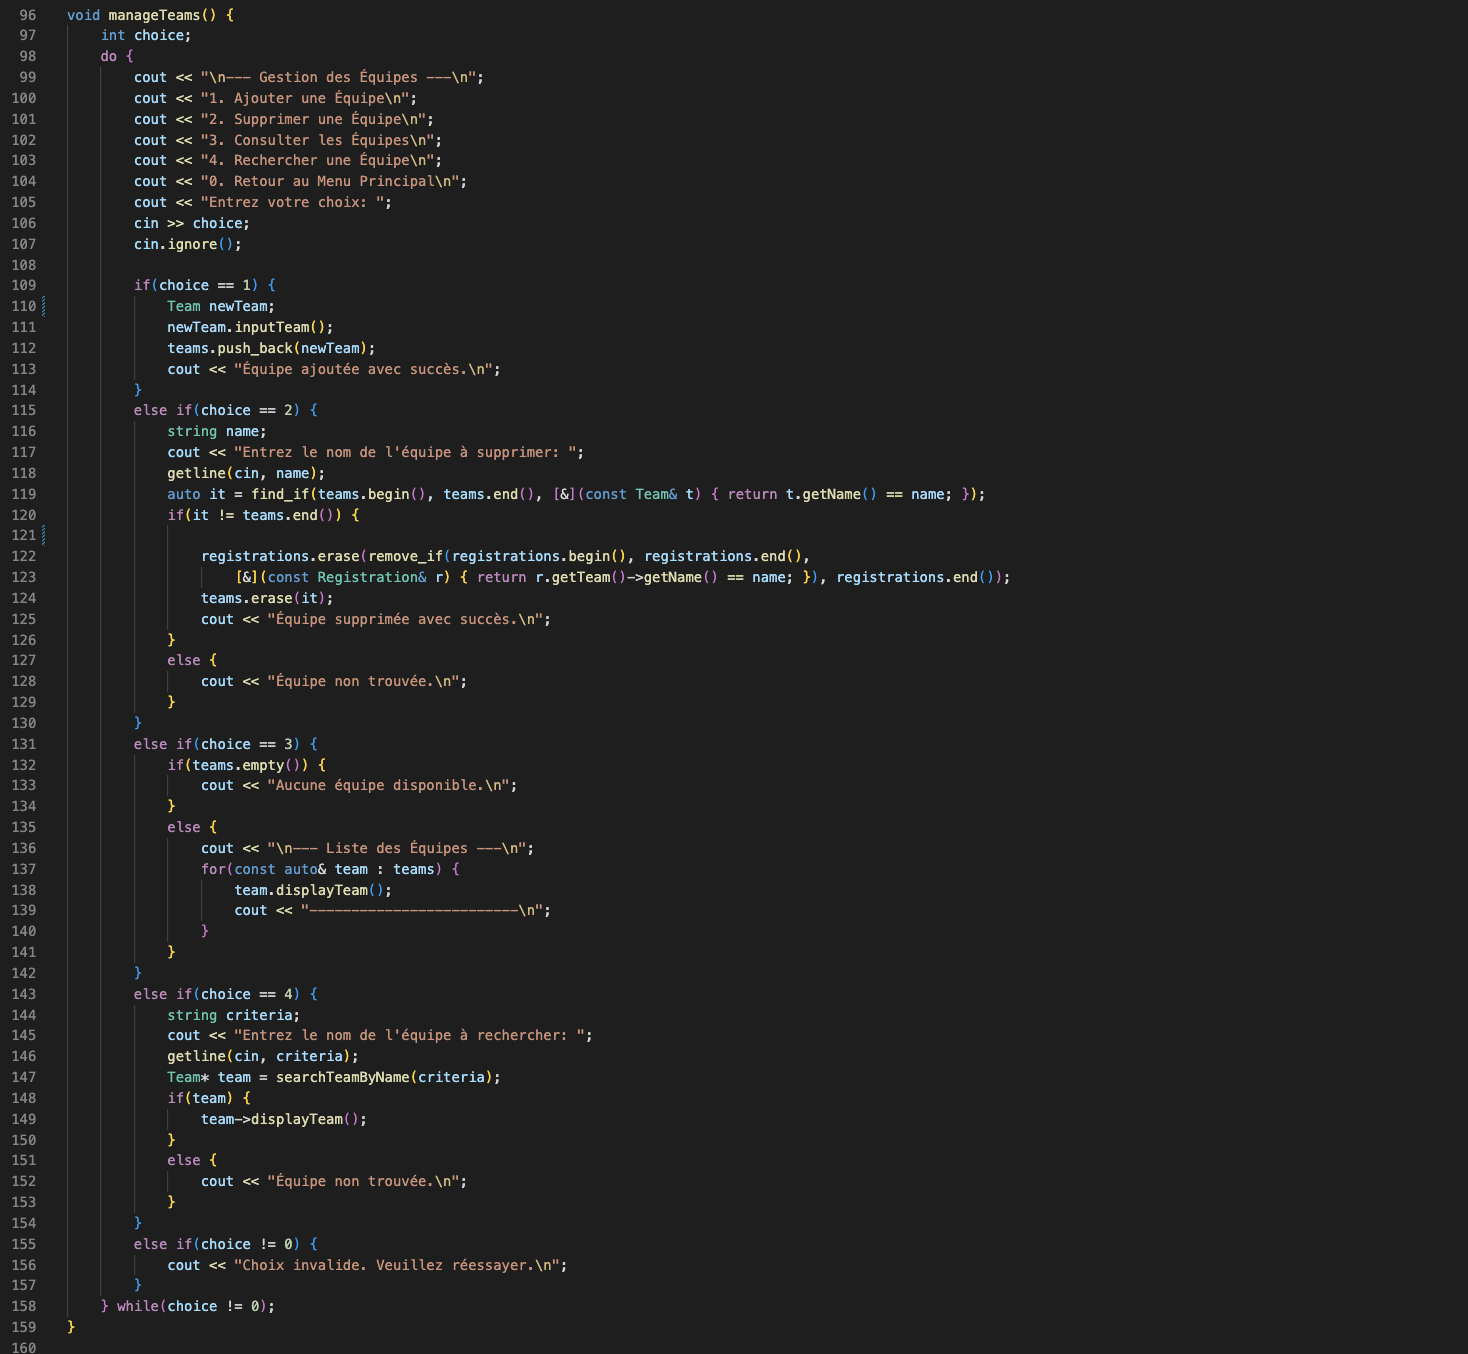 96 void manageTeams() {
97 int choice;
98 do {
99 cout << "\n--- Gestion des Équipes ---\n";
100 cout << "1. Ajouter une Équipe\n";
101 cout << "2. Supprimer une Équipe\n";
102 cout << "3. Consulter les Équipes\n";
103 cout << "4. Rechercher une Équipe\n";
104 cout << "0. Retour au Menu Principal\n";
105 cout << "Entrez votre choix: ";
106 cin >> choice;
107 cin.ignore();
108
109 if(choice == 1) {
110 Team newTeam;
111 newTeam.inputTeam();
112 teams.push_back(newTeam);
113 cout << "Équipe ajoutée avec succès.\n";
114 }
115 else if(choice == 2) {
116 string name;
117 cout << "Entrez le nom de l'équipe à supprimer: ";
118 getline(cin, name);
119 auto it = find_if(teams.begin(), teams.end(), [&](const Team& t) { return t.getName() == name; });
120 if(it != teams.end()) {
121
122 registrations.erase(remove_if(registrations.begin(), registrations.end(),
123 [&](const Registration& r) { return r.getTeam()->getName() == name; }), registrations.end());
124 teams.erase(it);
125 cout << "Équipe supprimée avec succès.\n";
126 }
127 else {
128 cout << "Équipe non trouvée.\n";
129 }
130 }
131 else if(choice == 3) {
132 if(teams.empty()) {
133 cout << "Aucune équipe disponible.\n";
134 }
135 else {
136 cout << "\n--- Liste des Équipes ---\n";
137 for(const auto& team : teams) {
138 team.displayTeam();
139 cout << "-------------------------\n";
140 }
141 }
142 }
143 else if(choice == 4) {
144 string criteria;
145 cout << "Entrez le nom de l'équipe à rechercher: ";
146 getline(cin, criteria);
147 Team* team = searchTeamByName(criteria);
148 if(team) {
149 team->displayTeam();
150 }
151 else {
152 cout << "Équipe non trouvée.\n";
153 }
154 }
155 else if(choice != 0) {
156 cout << "Choix invalide. Veuillez réessayer.\n";
157 }
158 } while(choice != 0);
159 }
160